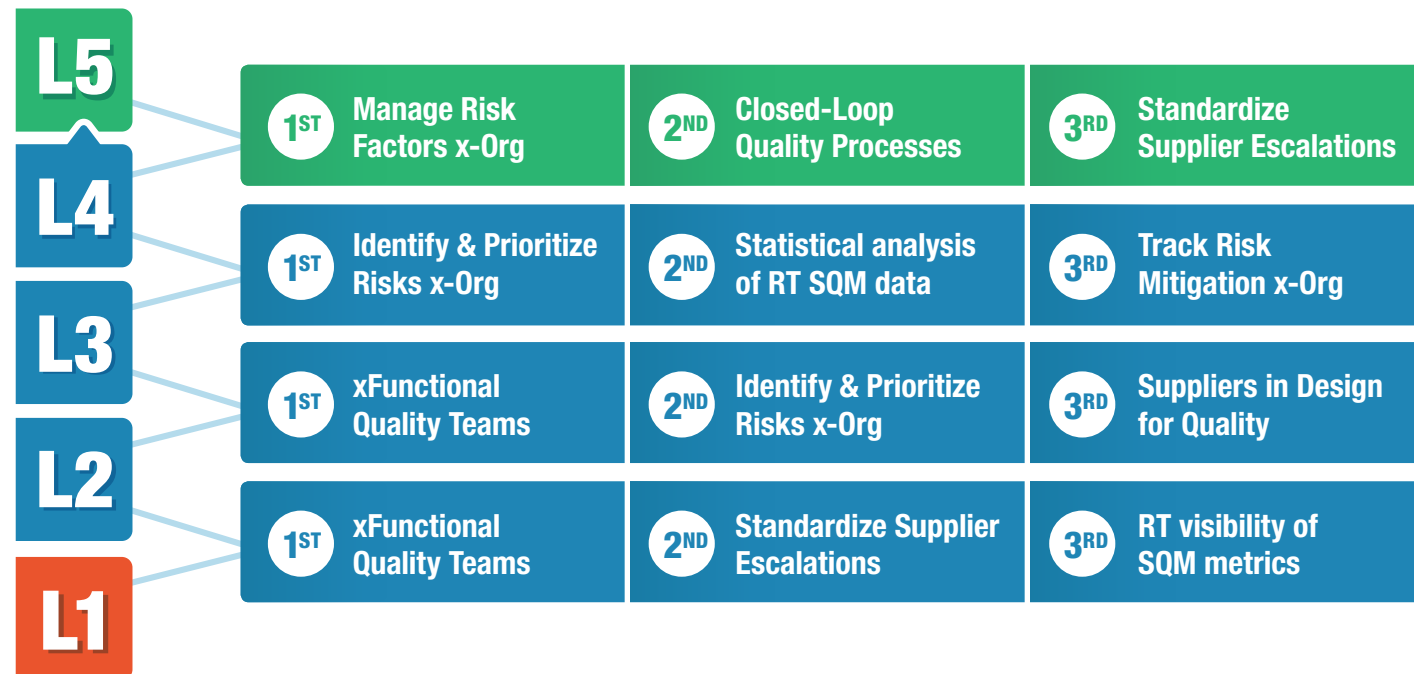 L5
1ST Manage Risk
Factors x-Org
2ND Closed-Loop
Quality Processes
3RD Standardize
Supplier Escalations
L4
1ST Identify & Prioritize
Risks x-Org
2ND Statistical analysis
of RT SQM data
3RD Track Risk
Mitigation x-Org
L3
1ST xFunctional
Quality Teams
2ND Identify & Prioritize
Risks x-Org
3RD Suppliers in Design
for Quality
L2
1ST xFunctional
Quality Teams
2ND Standardize Supplier
Escalations
3RD RT visibility of
SQM metrics
L1